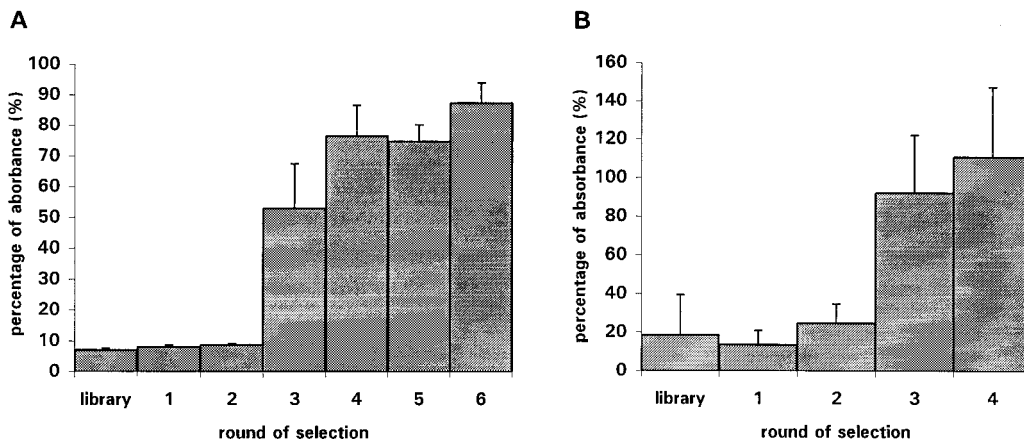 A
percentage of aborbance (%)
100
90
80
70
60
50
40
30
20
10
0
library 1 2 3 4 5 6
round of selection
B
percentage of absorbance (%)
160
140
120
100
80
60
40
20
0
library 1 2 3 4
round of selection